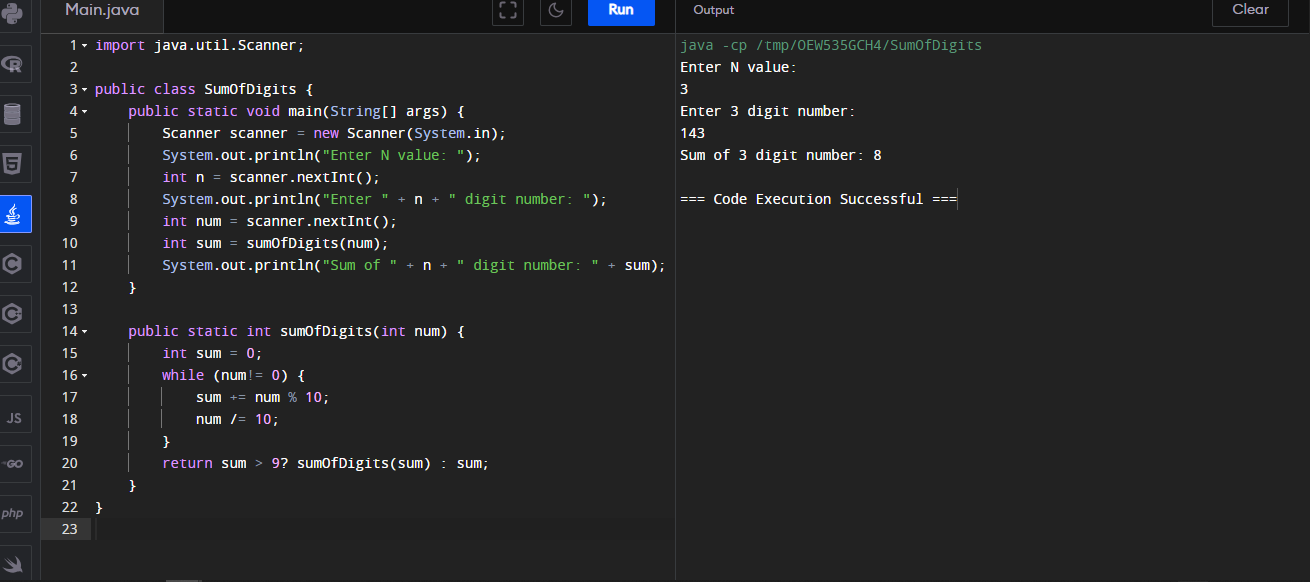 Main.java
Run
Output
Clear
1 import java.util.Scanner;
2
3 public class SumOfDigits {
4     public static void main(String[] args) {
5         Scanner scanner = new Scanner(System.in);
6         System.out.println("Enter N value: ");
7         int n = scanner.nextInt();
8         System.out.println("Enter " + n + " digit number: ");
9         int num = scanner.nextInt();
10         int sum = sumOfDigits(num);
11         System.out.println("Sum of " + n + " digit number: " + sum);
12     }
13
14     public static int sumOfDigits(int num) {
15         int sum = 0;
16         while (num!= 0) {
17             sum += num % 10;
18             num /= 10;
19         }
20         return sum > 9? sumOfDigits(sum) : sum;
21     }
22 }
23
java -cp /tmp/OEW535GCH4/SumOfDigits
Enter N value:
3
Enter 3 digit number:
143
Sum of 3 digit number: 8
=== Code Execution Successful ===
R
5
C
C
C
JS
GO
php